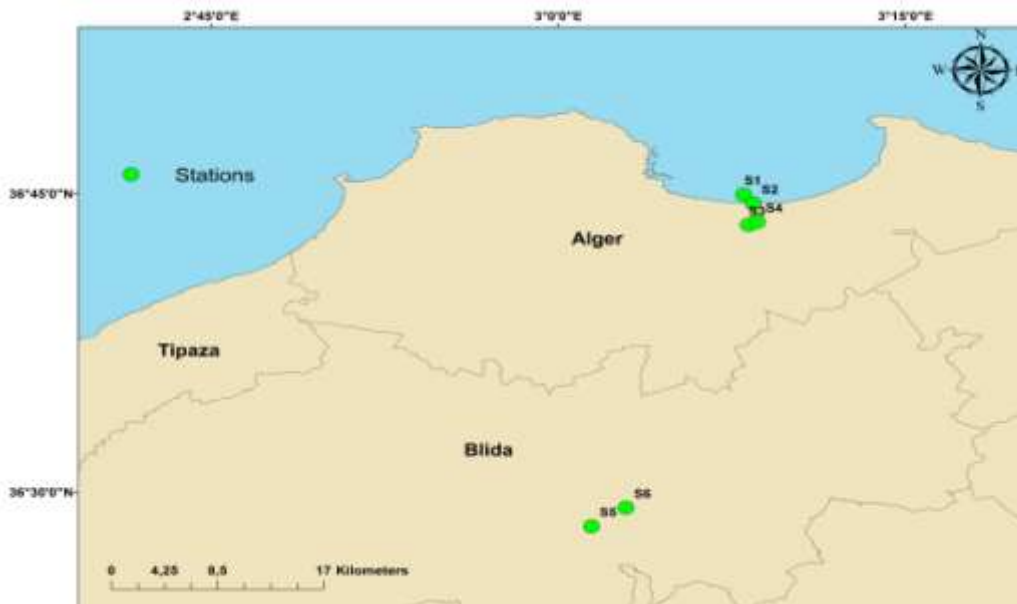 2°45'0"E 3°0'0"E 3°15'0"E
N
W
S
36°45'0"N
Stations
S1
S2
S4
Alger
Tipaza
Blida
36°30'0"N
S6
S5
0 4,25 8,5 17 Kilometers